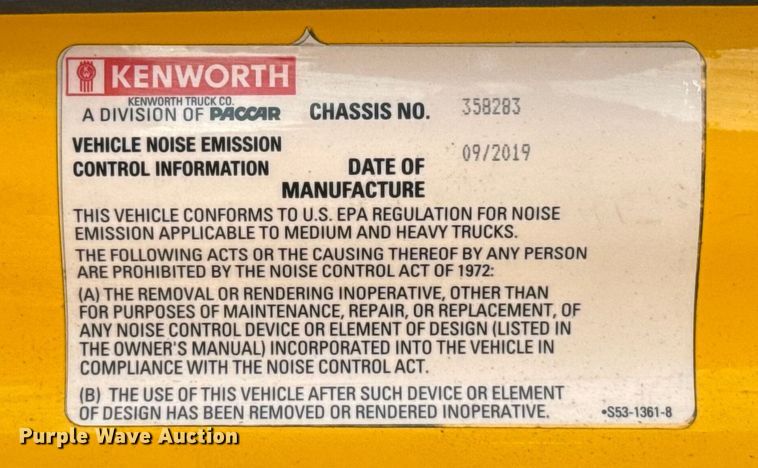 KENWORTH
KENWORTH TRUCK CO.
A DIVISION OF PACCAR
CHASSIS NO. 358283
VEHICLE NOISE EMISSION
CONTROL INFORMATION
DATE OF
MANUFACTURE
09/2019
THIS VEHICLE CONFORMS TO U.S. EPA REGULATION FOR NOISE
EMISSION APPLICABLE TO MEDIUM AND HEAVY TRUCKS.
THE FOLLOWING ACTS OR THE CAUSING THEREOF BY ANY PERSON
ARE PROHIBITED BY THE NOISE CONTROL ACT OF 1972:
(A) THE REMOVAL OR RENDERING INOPERATIVE, OTHER THAN
FOR PURPOSES OF MAINTENANCE, REPAIR, OR REPLACEMENT, OF
ANY NOISE CONTROL DEVICE OR ELEMENT OF DESIGN (LISTED IN
THE OWNER'S MANUAL) INCORPORATED INTO THE VEHICLE IN
COMPLIANCE WITH THE NOISE CONTROL ACT.
(B) THE USE OF THIS VEHICLE AFTER SUCH DEVICE OR ELEMENT
OF DESIGN HAS BEEN REMOVED OR RENDERED INOPERATIVE.
•S53-1361-8
Purple Wave Auction